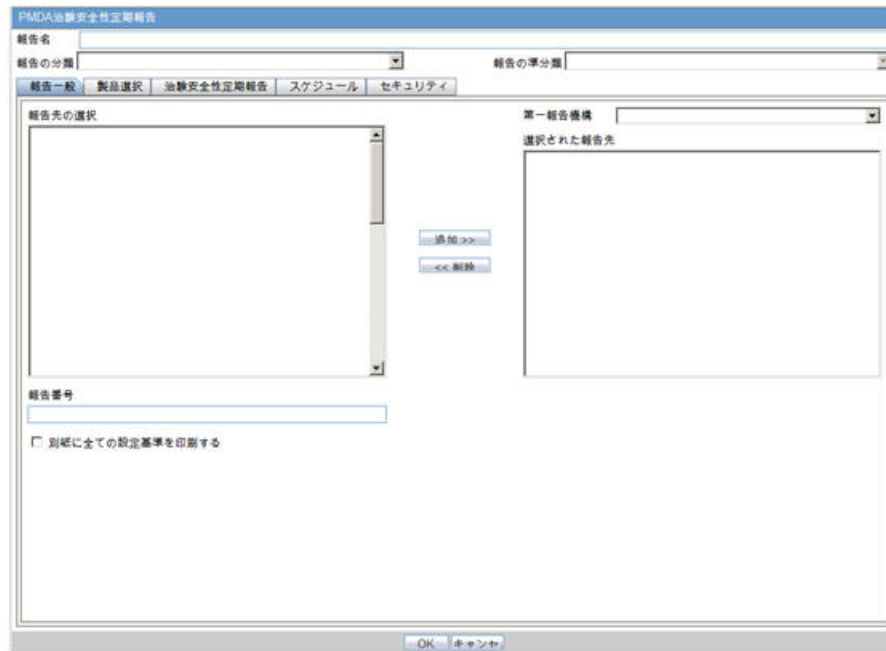 PMDA治験安全性定期報告
報告名
報告の分類 報告の準分類
報告一般 製品選択 治験安全性定期報告 スケジュール セキュリティ
報告先の選択 第一報告機構
選択された報告先
追加 >>
<< 削除
報告番号
別紙に全ての設定基準を印刷する
OK キャンセ